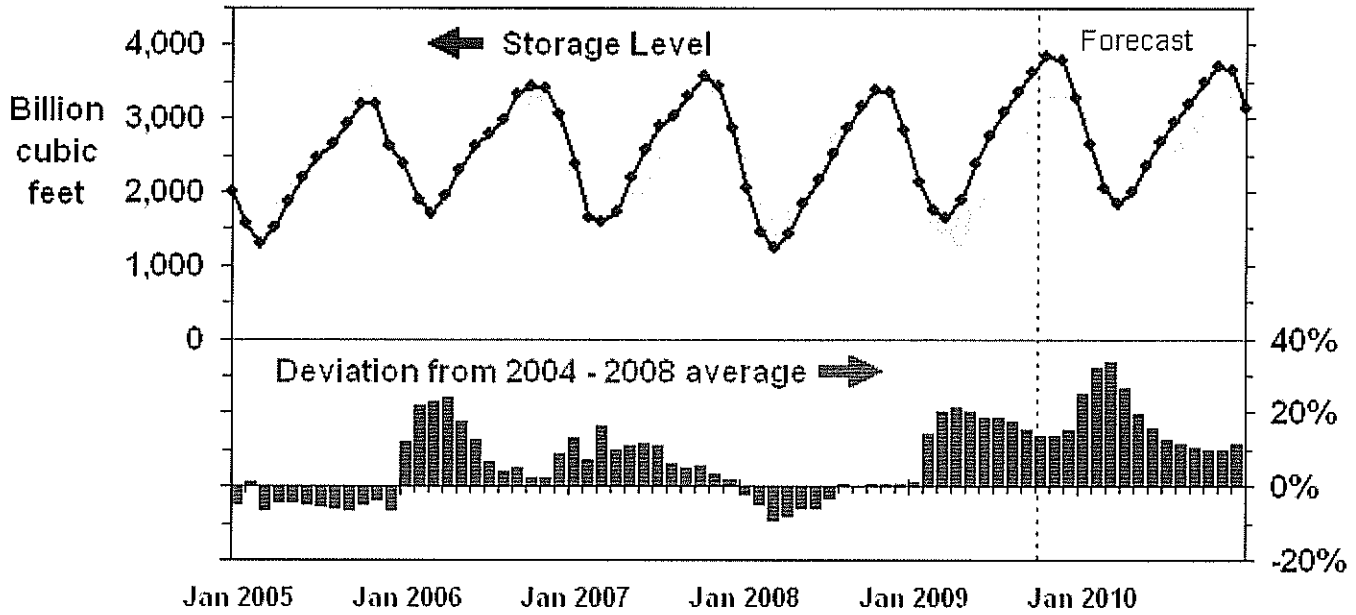 4,000
3,000
2,000
1,000
0
Billion
cubic
feet
Storage Level
Forecast
Deviation from 2004 - 2008 average
40%
20%
0%
-20%
Jan 2005 Jan 2006 Jan 2007 Jan 2008 Jan 2009 Jan 2010